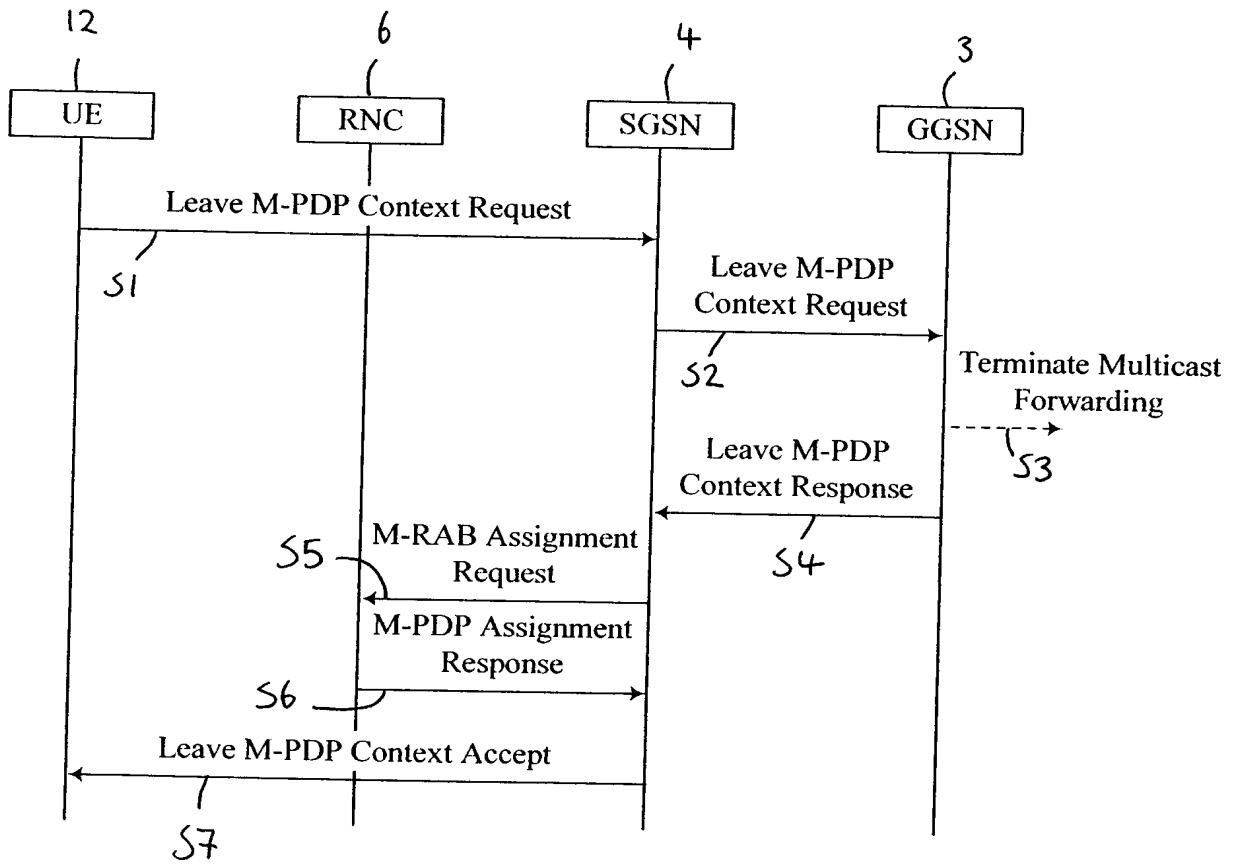 12
6
4
3
UE
RNC
SGSN
GGSN
Leave M-PDP Context Request
S1
Leave M-PDP
Context Request
S2
Terminate Multicast
Forwarding
S3
Leave M-PDP
Context Response
S4
M-RAB Assignment
Request
S5
M-PDP Assignment
Response
S6
Leave M-PDP Context Accept
S7